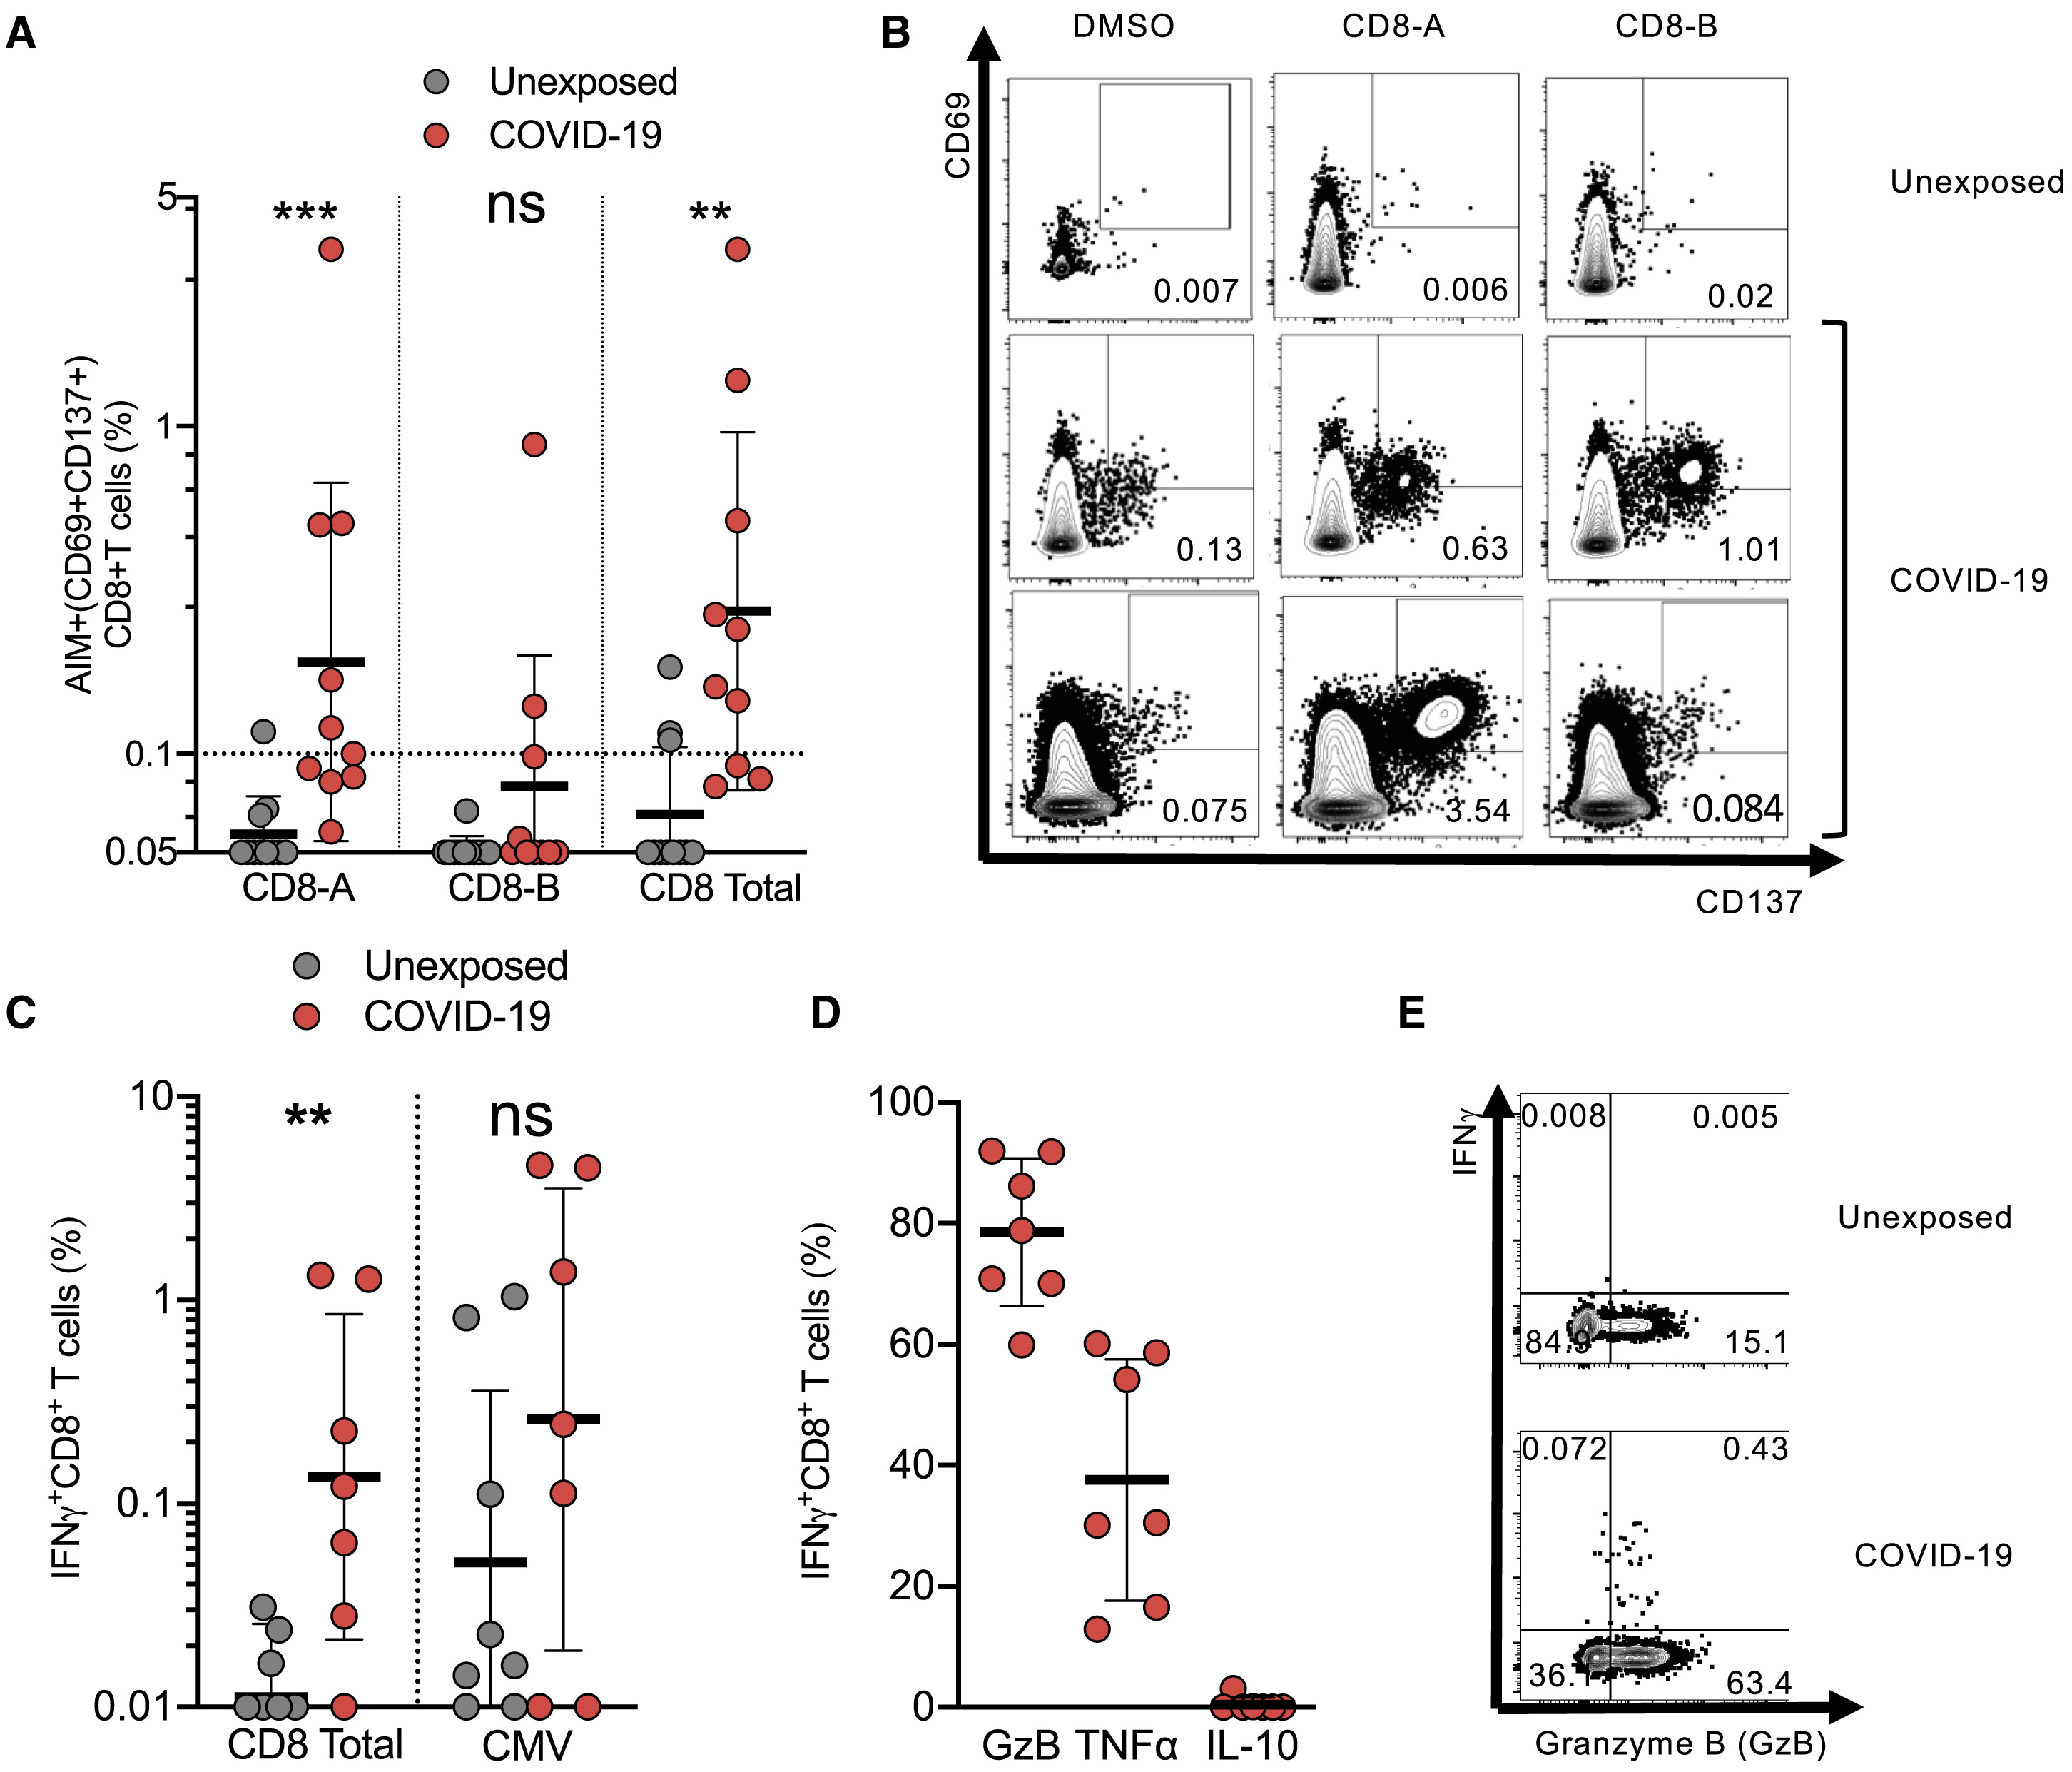 A
Unexposed
COVID-19
AIM+(CD69+CD137+)
CD8+T cells (%)
5
1
0.1
0.05
***
ns
**
CD8-A
CD8-B
CD8 Total
B
DMSO
CD8-A
CD8-B
CD69
0.007
0.006
0.02
Unexposed
0.13
0.63
1.01
COVID-19
0.075
3.54
0.084
CD137
C
Unexposed
COVID-19
IFNγ+CD8+ T cells (%)
10
1
0.1
0.01
**
ns
CD8 Total
CMV
D
IFNγ+CD8+ T cells (%)
100
80
60
40
20
0
GzB
TNFα
IL-10
E
IFNγ
0.008
0.005
84.9
15.1
Unexposed
0.072
0.43
36.1
63.4
COVID-19
Granzyme B (GzB)